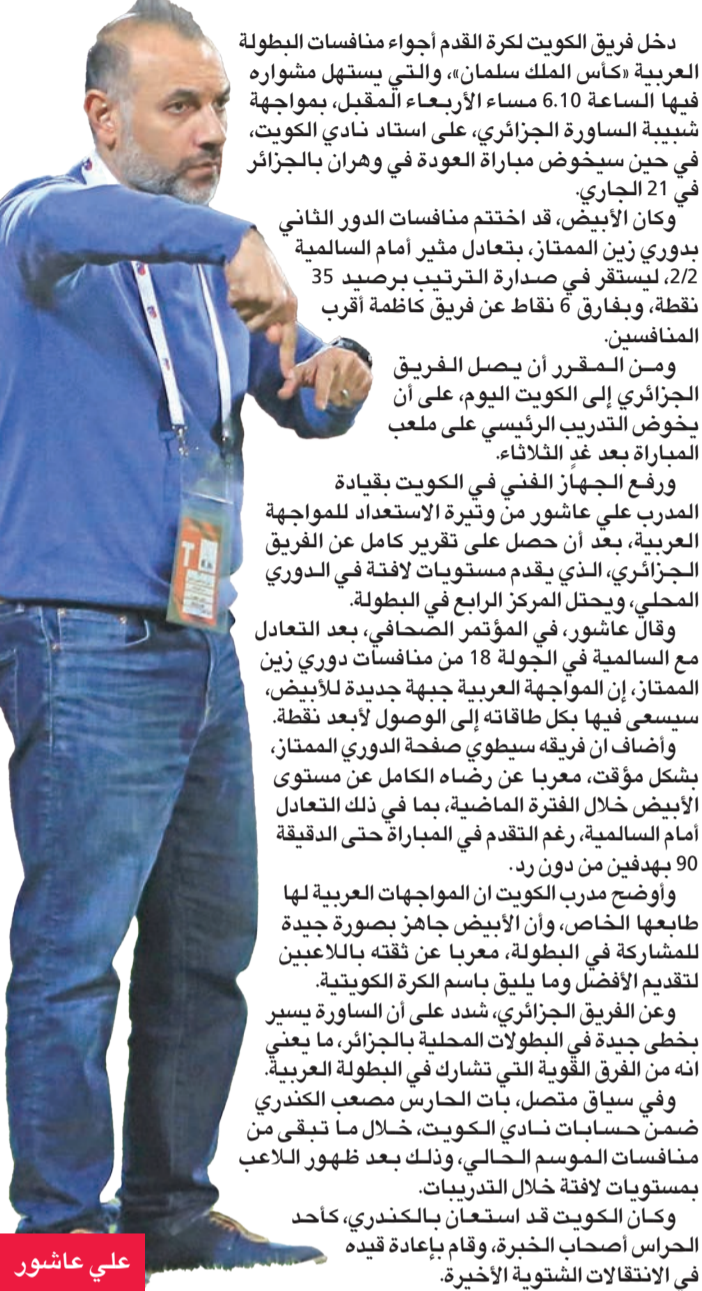 دخل فريق الكويت لكرة القدم أجواء منافسات البطولة
العربية «كأس الملك سلمان»، والتي يستهل مشواره
فيها الساعة 6.10 مساء الأربعاء المقبل، بمواجهة
شبيبة الساورة الجزائري، على استاد نادي الكويت،
في حين سيخوض مباراة العودة في وهران بالجزائر
في 21 الجاري.
وكان الأبيض، قد اختتم منافسات الدور الثاني
بدوري زين الممتاز، بتعادل مثير أمام السالمية
2/2، ليستقر في صدارة الترتيب برصيد 35
نقطة، وبفارق 6 نقاط عن فريق كاظمة أقرب
المنافسين.
ومن المقرر أن يصل الفريق
الجزائري إلى الكويت اليوم، على أن
يخوض التدريب الرئيسي على ملعب
المباراة بعد غدٍ الثلاثاء.
ورفع الجهاز الفني في الكويت بقيادة
المدرب علي عاشور من وتيرة الاستعداد للمواجهة
العربية، بعد أن حصل على تقرير كامل عن الفريق
الجزائري، الذي يقدم مستويات لافتة في الدوري
المحلي، ويحتل المركز الرابع في البطولة.
وقال عاشور، في المؤتمر الصحافي، بعد التعادل
مع السالمية في الجولة 18 من منافسات دوري زين
الممتاز، إن المواجهة العربية جبهة جديدة للأبيض،
سيسعى فيها بكل طاقاته إلى الوصول لأبعد نقطة.
وأضاف ان فريقه سيطوي صفحة الدوري الممتاز،
بشكل مؤقت، معربا عن رضاه الكامل عن مستوى
الأبيض خلال الفترة الماضية، بما في ذلك التعادل
أمام السالمية، رغم التقدم في المباراة حتى الدقيقة
90 بهدفين من دون رد.
وأوضح مدرب الكويت ان المواجهات العربية لها
طابعها الخاص، وأن الأبيض جاهز بصورة جيدة
للمشاركة في البطولة، معربا عن ثقته باللاعبين
لتقديم الأفضل وما يليق باسم الكرة الكويتية.
وعن الفريق الجزائري، شدد على أن الساورة يسير
بخطى جيدة في البطولات المحلية بالجزائر، ما يعني
انه من الفرق القوية التي تشارك في البطولة العربية.
وفي سياق متصل، بات الحارس مصعب الكندري
ضمن حسابات نادي الكويت، خلال ما تبقى من
منافسات الموسم الحالي، وذلك بعد ظهور اللاعب
بمستويات لافتة خلال التدريبات.
وكان الكويت قد استعان بالكندري، كأحد
الحراس أصحاب الخبرة، وقام بإعادة قيده
في الانتقالات الشتوية الأخيرة.
علي عاشور
T